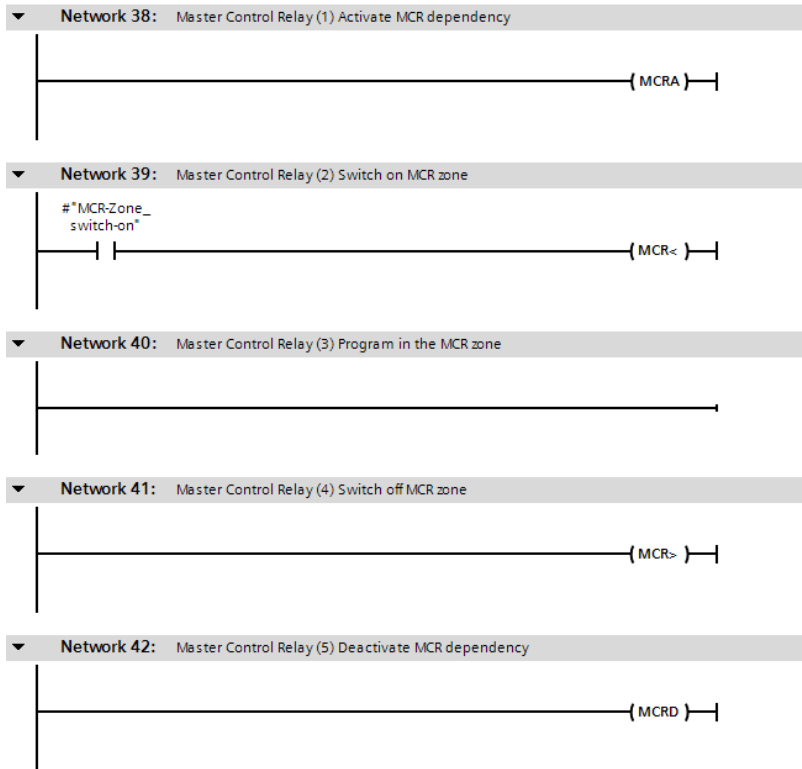 Network 38: Master Control Relay (1) Activate MCR dependency
MCRA
Network 39: Master Control Relay (2) Switch on MCR zone
#"MCR-Zone_
switch-on"
MCR<
Network 40: Master Control Relay (3) Program in the MCR zone
Network 41: Master Control Relay (4) Switch off MCR zone
MCR>
Network 42: Master Control Relay (5) Deactivate MCR dependency
MCRD